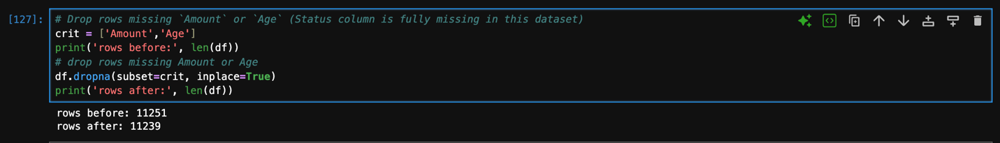 [127]: # Drop rows missing `Amount` or `Age` (Status column is fully missing in this dataset)
crit = ['Amount','Age']
print('rows before:', len(df))
# drop rows missing Amount or Age
df.dropna(subset=crit, inplace=True)
print('rows after:', len(df))
rows before: 11251
rows after: 11239